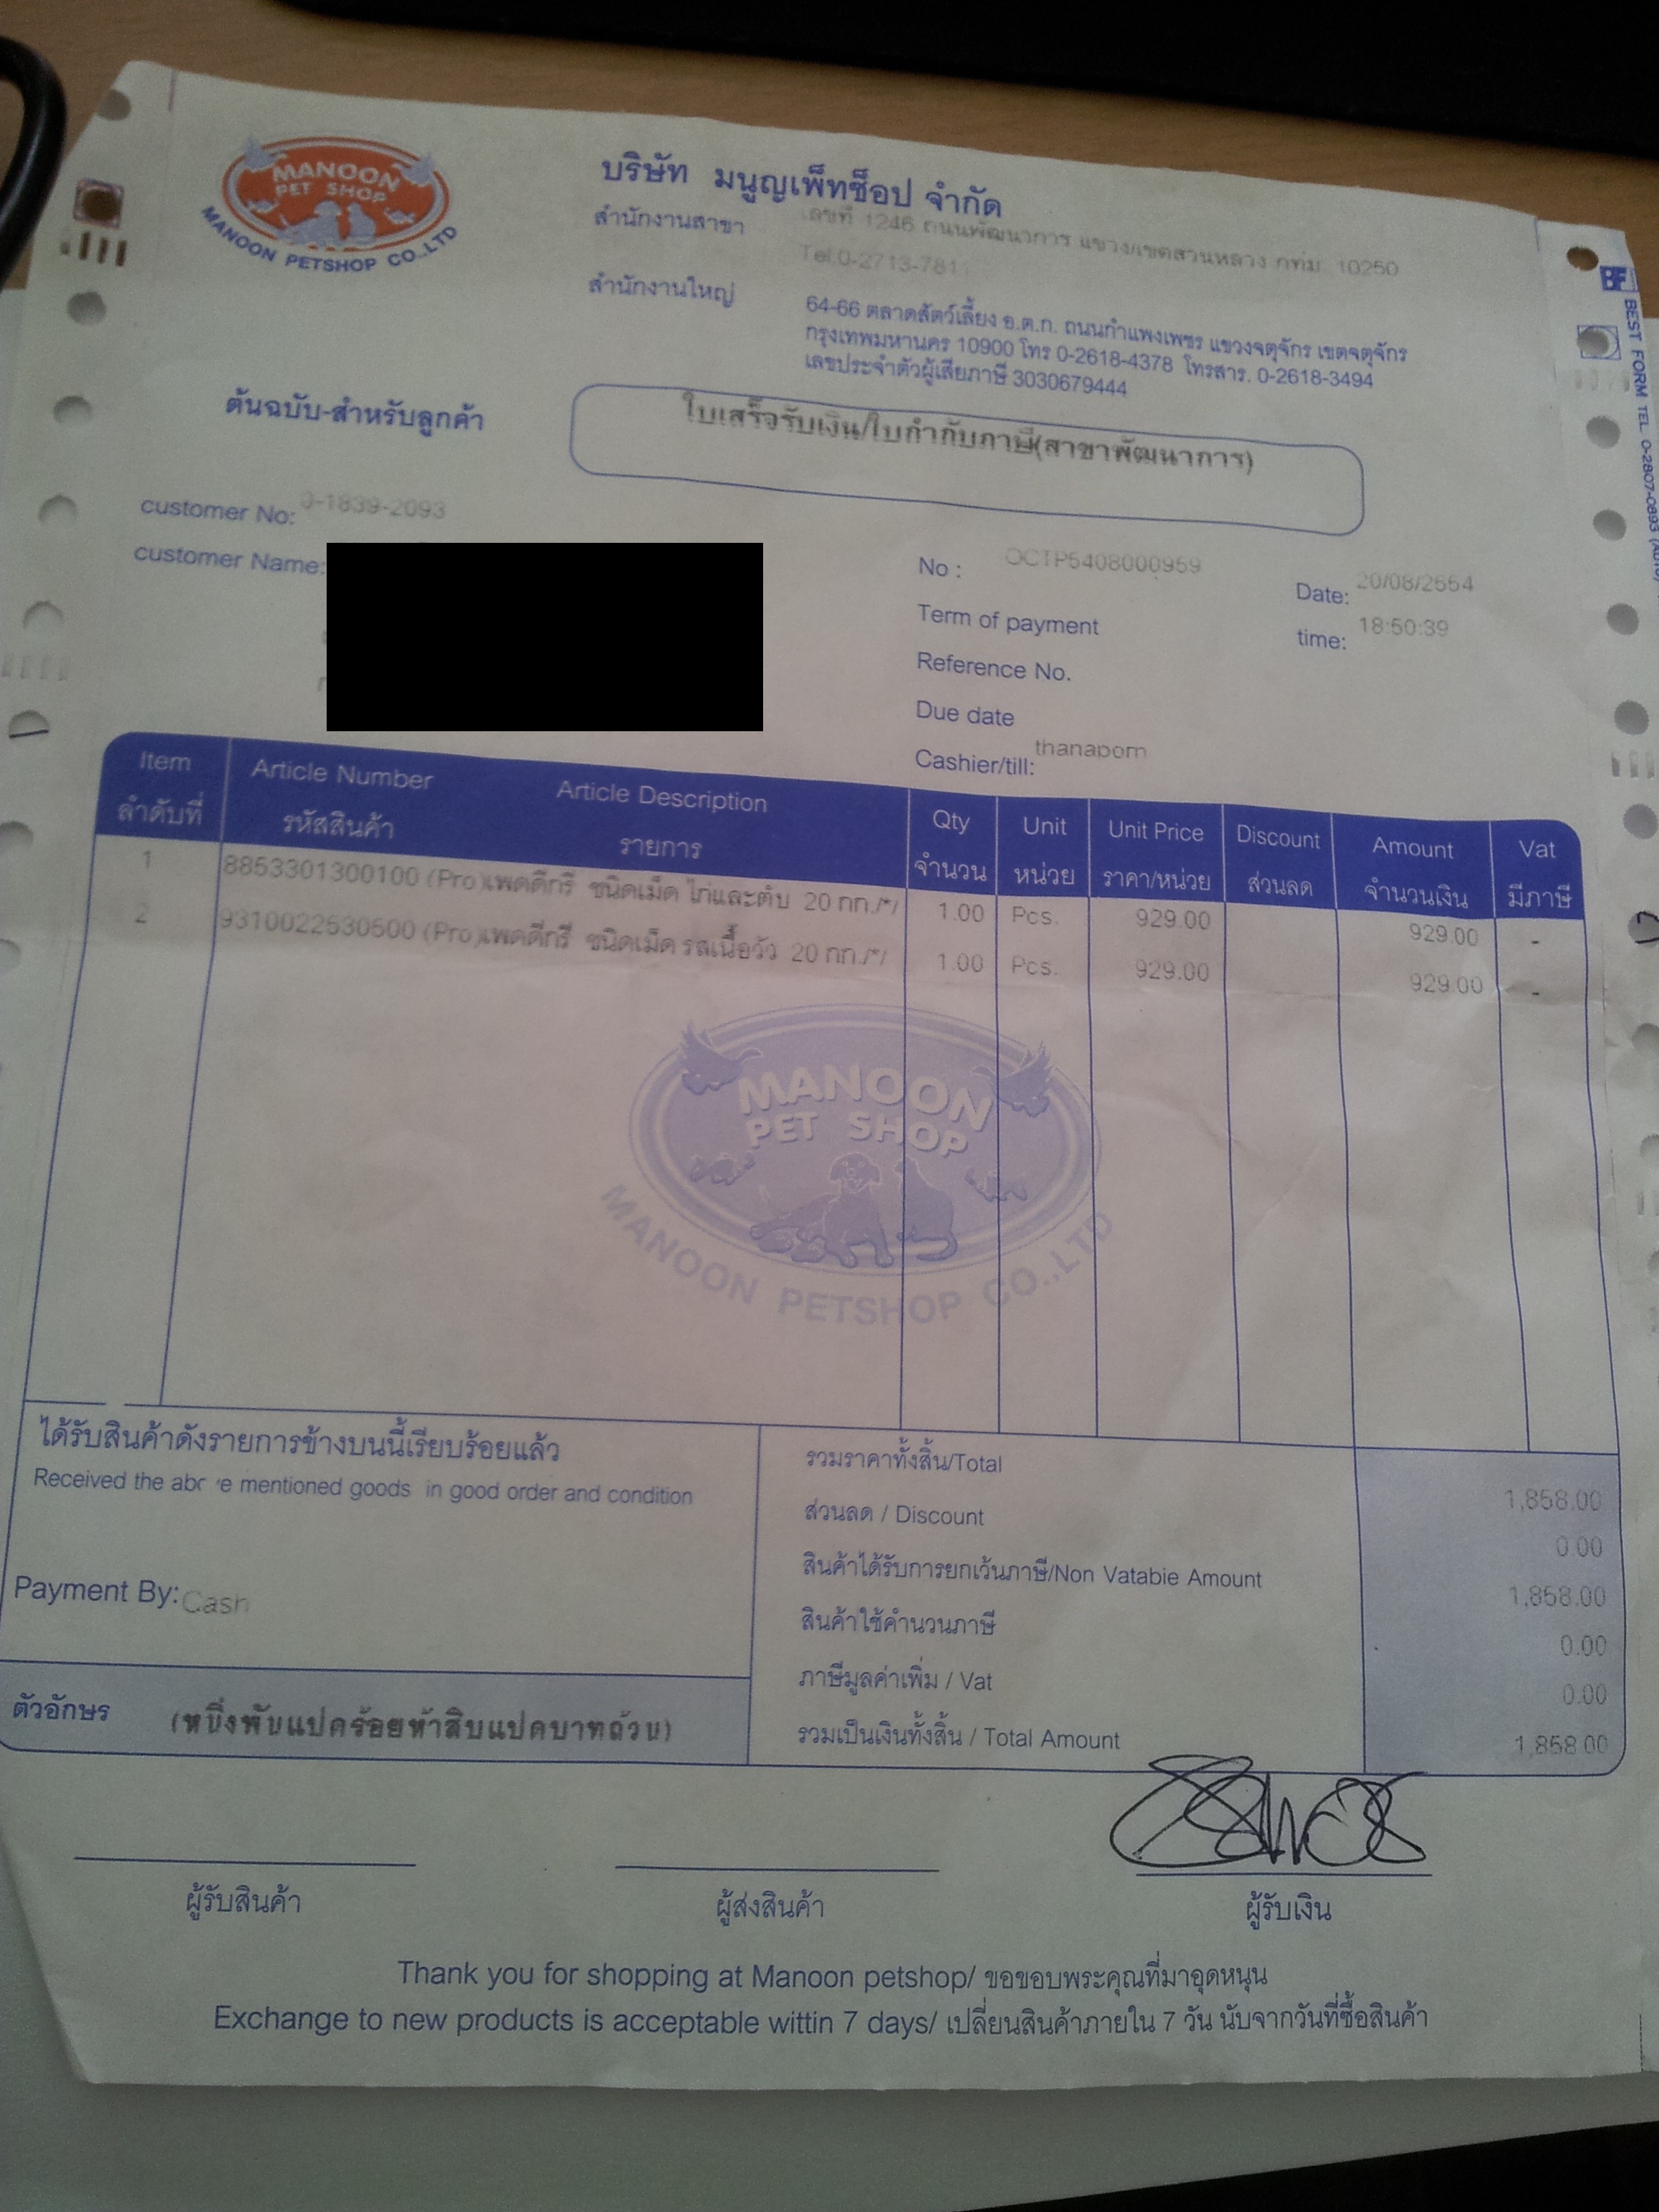 MANOON
PET SHOP
MANOON PETSHOP CO.,LTD
บริษัท มนูญเพ็ทช็อป จำกัด
สำนักงานสาขา เลขที่ 1246 ถนนพัฒนาการ แขวง/เขตสวนหลวง กทม. 10250
Tel.0-2713-781
สำนักงานใหญ่ 64-66 ตลาดสัตว์เลี้ยง อ.ต.ก. ถนนกำแพงเพชร แขวงจตุจักร เขตจตุจักร
กรุงเทพมหานคร 10900 โทร 0-2618-4378 โทรสาร. 0-2618-3494
เลขประจำตัวผู้เสียภาษี 3030679444
BF BEST FORM TEL. 0-2807-0893
ต้นฉบับ-สำหรับลูกค้า
ใบเสร็จรับเงิน/ใบกำกับภาษี(สาขาพัฒนาการ)
customer No: 0-1839-2093
customer Name:
No : OCTP5408000959 Date: 20/08/2554
Term of payment time: 18:50:39
Reference No.
Due date
Cashier/till: thanaporn
Item Article Number Article Description Qty Unit Unit Price Discount Amount Vat
ลำดับที่ รหัสสินค้า รายการ จำนวน หน่วย ราคา/หน่วย ส่วนลด จำนวนเงิน มีภาษี
1 8853301300100 (Pro)เพดดีกรี ชนิดเม็ด ไก่และตับ 20 กก./*/ 1.00 Pcs. 929.00 929.00 -
2 9310022530500 (Pro)เพดดีกรี ชนิดเม็ด รสเนื้อวัว 20 กก./*/ 1.00 Pcs. 929.00 929.00 -
MANOON
PET SHOP
MANOON PETSHOP CO.,LTD
ได้รับสินค้าดังรายการข้างบนนี้เรียบร้อยแล้ว
Received the above mentioned goods in good order and condition
Payment By: Cash
รวมราคาทั้งสิ้น/Total 1,858.00
ส่วนลด / Discount 0.00
สินค้าได้รับการยกเว้นภาษี/Non Vatabie Amount 1,858.00
สินค้าใช้คำนวนภาษี 0.00
ภาษีมูลค่าเพิ่ม / Vat 0.00
รวมเป็นเงินทั้งสิ้น / Total Amount 1,858.00
ตัวอักษร (หนึ่งพันแปดร้อยห้าสิบแปดบาทถ้วน)
ผู้รับสินค้า ผู้ส่งสินค้า ผู้รับเงิน
Thank you for shopping at Manoon petshop/ ขอขอบพระคุณที่มาอุดหนุน
Exchange to new products is acceptable wittin 7 days/ เปลี่ยนสินค้าภายใน 7 วัน นับจากวันที่ซื้อสินค้า